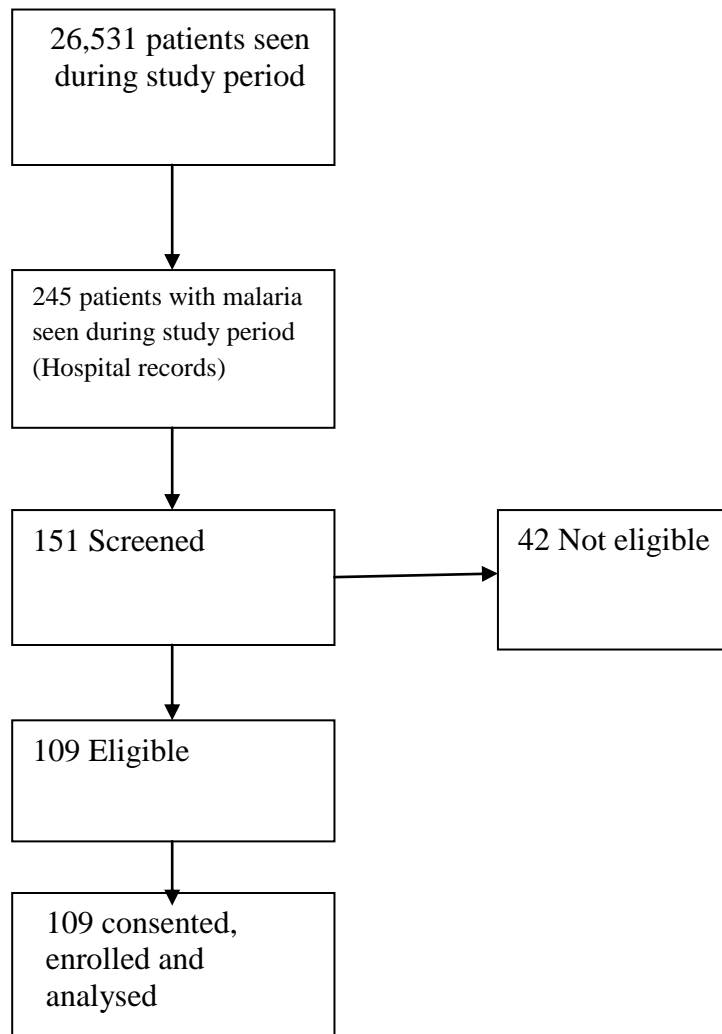 26,531 patients seen
during study period
245 patients with malaria
seen during study period
(Hospital records)
151 Screened
42 Not eligible
109 Eligible
109 consented,
enrolled and
analysed